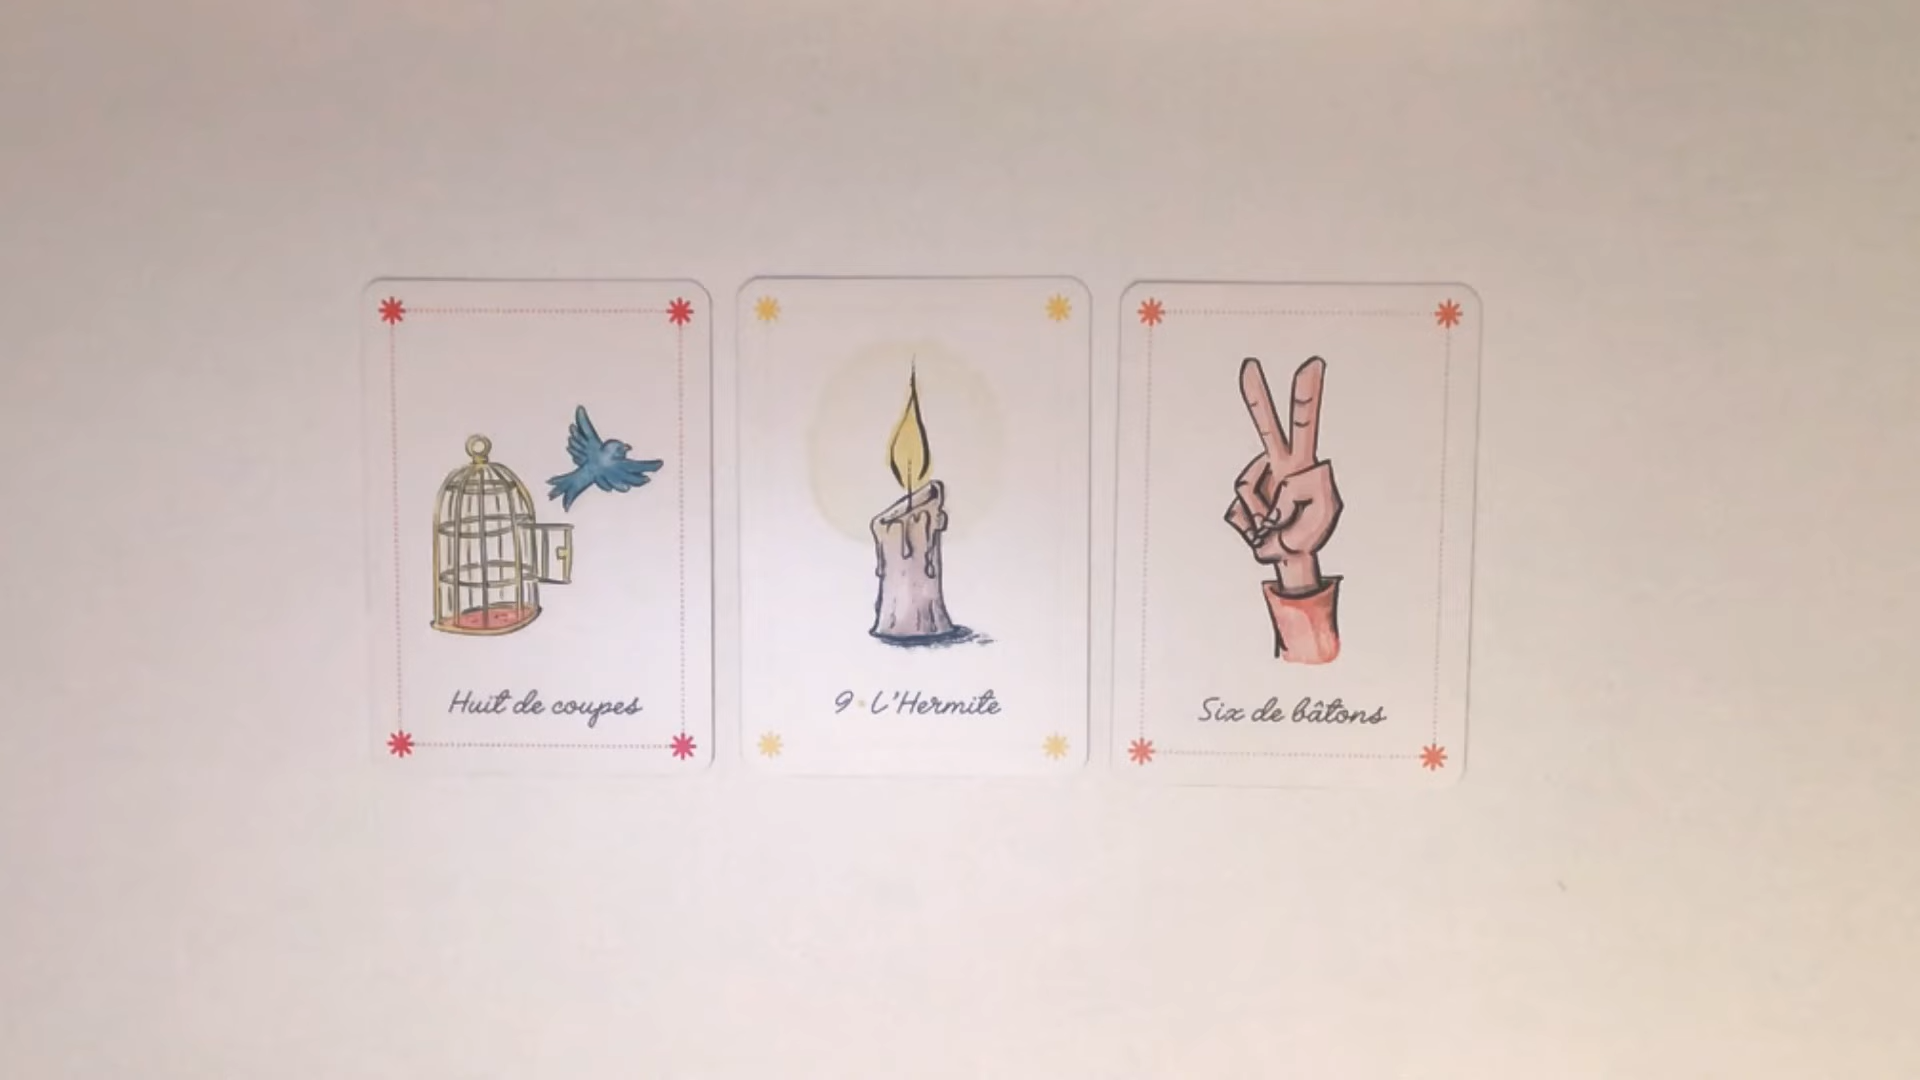 Huit de coupes
9 • L'Hermite
Six de bâtons